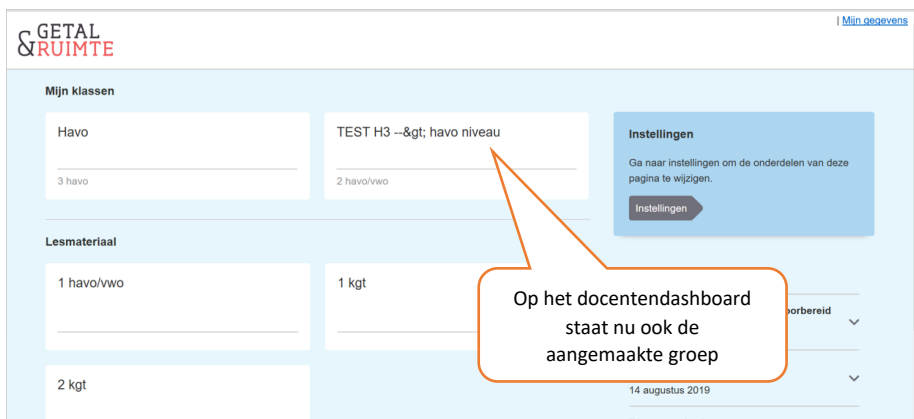 GETAL
&RUIMTE
| Mijn gegevens
Mijn klassen
Havo
3 havo
TEST H3 --&gt; havo niveau
2 havo/vwo
Instellingen
Ga naar instellingen om de onderdelen van deze
pagina te wijzigen.
Instellingen
Lesmateriaal
1 havo/vwo
1 kgt
2 kgt
Op het docentendashboard
staat nu ook de
aangemaakte groep
14 augustus 2019